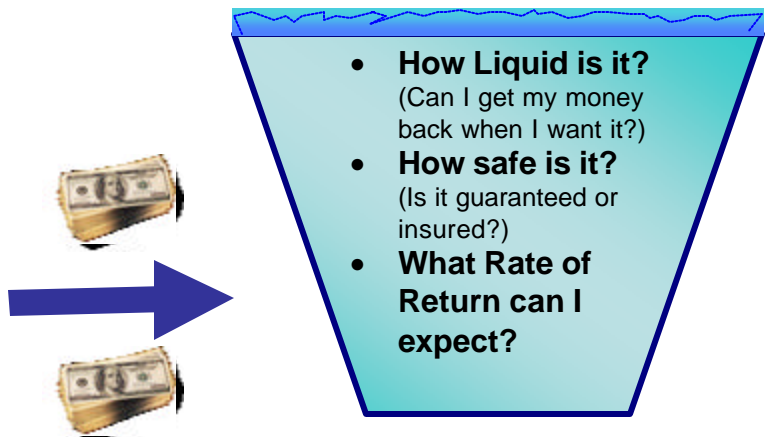 • How Liquid is it?
(Can I get my money
back when I want it?)
• How safe is it?
(Is it guaranteed or
insured?)
• What Rate of
Return can I
expect?